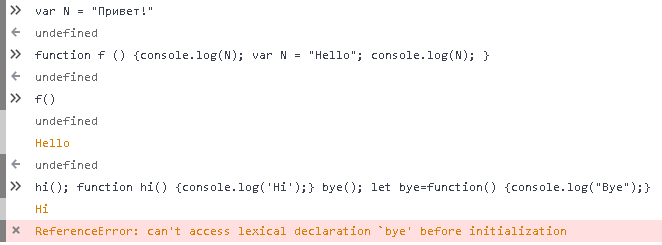 var N = "Привет!"
undefined
function f () {console.log(N); var N = "Hello"; console.log(N); }
undefined
f()
undefined
Hello
undefined
hi(); function hi() {console.log('Hi');} bye(); let bye=function() {console.log("Bye");}
Hi
ReferenceError: can't access lexical declaration `bye' before initialization